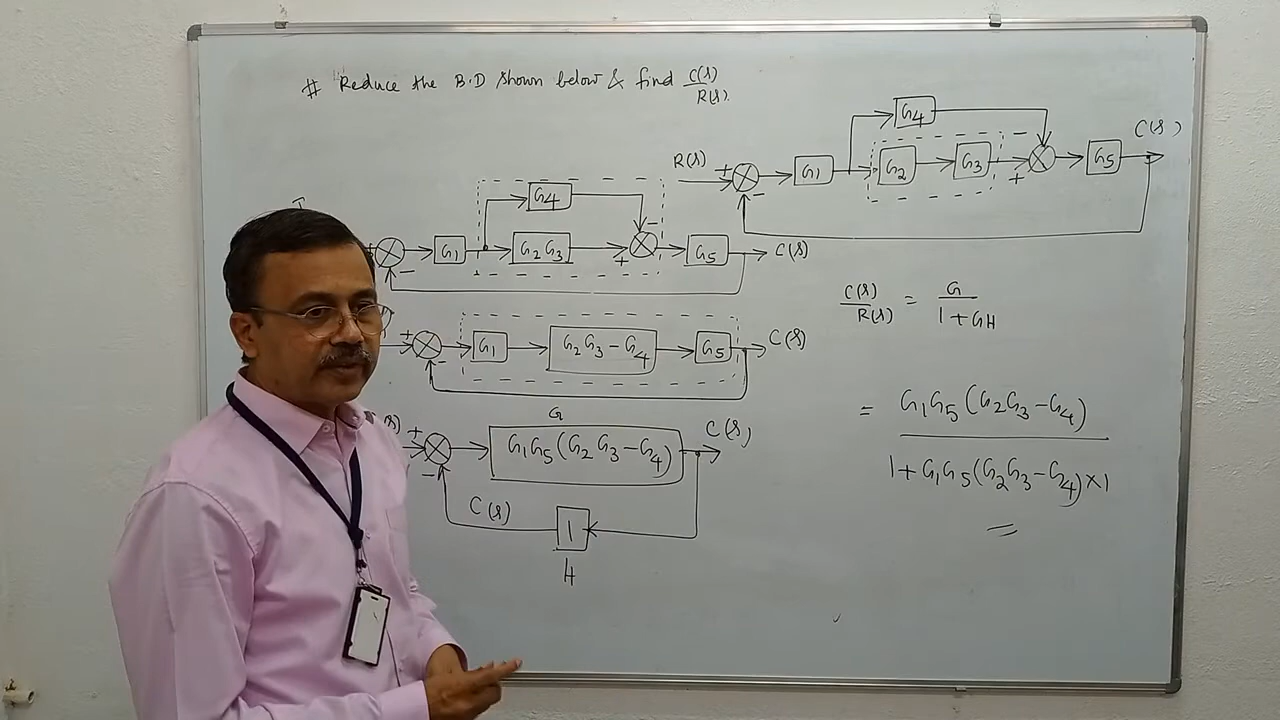 # Reduce the B.D shown below & find C(s)/R(s).
G4
C(s)
R(s) + - G1 G2 G3 - + G5
G4
+ - G1 G2G3 - + G5 C(s)
C(s)/R(s) = G/1+GH
+ - G1 G2G3-G4 G5 C(s)
G
+ - G1G5(G2G3-G4) C(s)
= G1G5(G2G3-G4)
1+G1G5(G2G3-G4)×1
=
C(s) 1
H